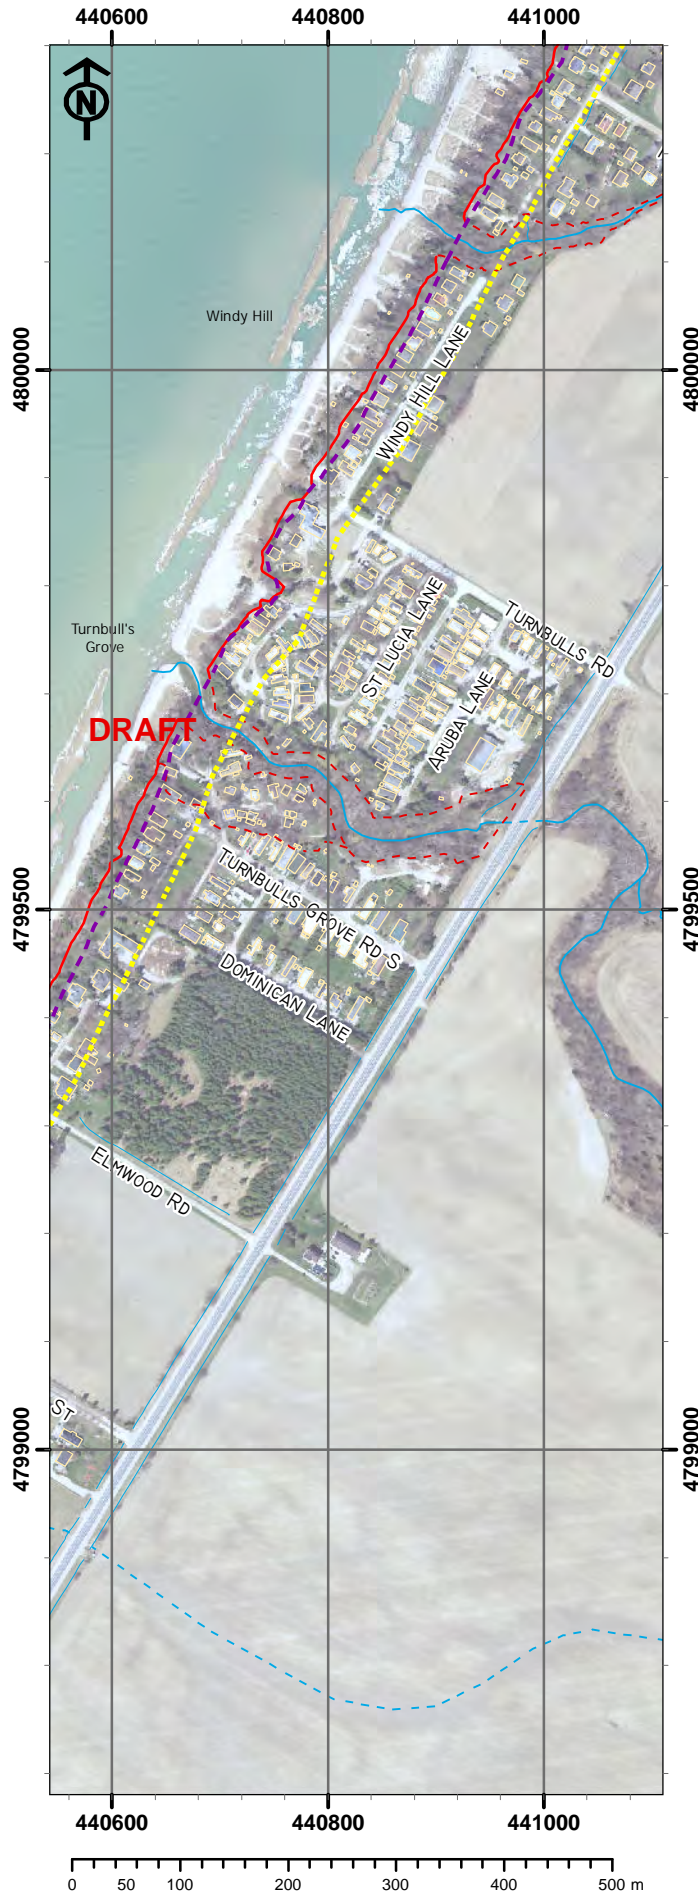 440600 440800 441000
N
Windy Hill
4800000 4800000
WINDY HILL LANE
TURNBULLS RD
ST LUCIA LANE
Turnbull's
Grove
ARUBA LANE
DRAFT
TURNBULLS GROVE RD S
4799500 4799500
DOMINICAN LANE
ELMWOOD RD
ST
4799000 4799000
440600 440800 441000
0 50 100 200 300 400 500 m